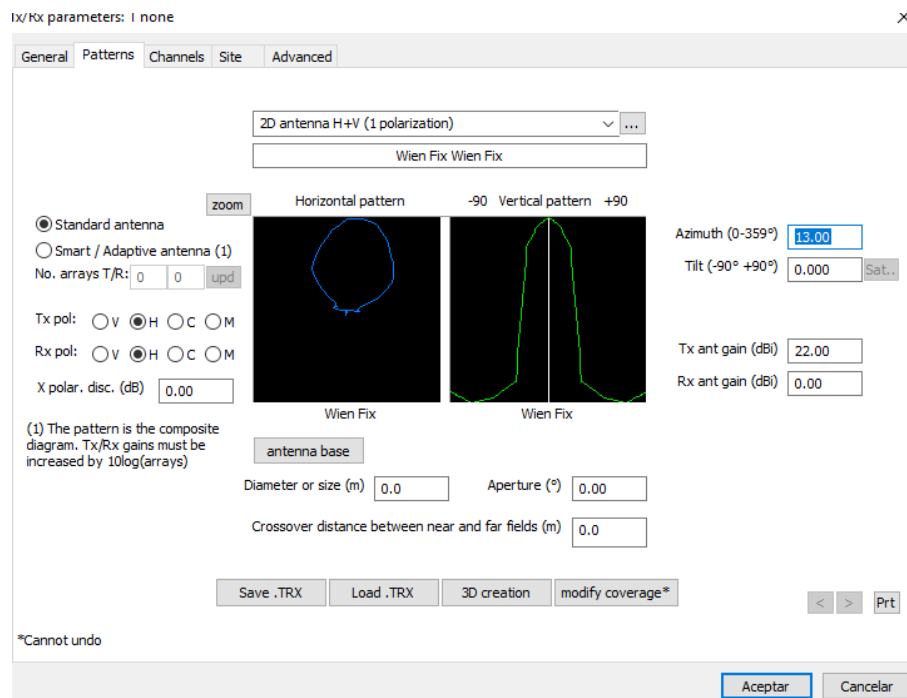 Tx/Rx parameters: 1 none
General Patterns Channels Site Advanced
2D antenna H+V (1 polarization) ...
Wien Fix Wien Fix
zoom Horizontal pattern -90 Vertical pattern +90
Standard antenna
Smart / Adaptive antenna (1)
No. arrays T/R: 0 0 upd
Azimuth (0-359°) 13.00
Tilt (-90° +90°) 0.000 Sat..
Tx pol: V H C M
Rx pol: V H C M
Tx ant gain (dBi) 22.00
Rx ant gain (dBi) 0.00
X polar. disc. (dB) 0.00
Wien Fix Wien Fix
(1) The pattern is the composite
diagram. Tx/Rx gains must be
increased by 10log(arrays)
antenna base
Diameter or size (m) 0.0 Aperture (°) 0.00
Crossover distance between near and far fields (m) 0.0
Save .TRX Load .TRX 3D creation modify coverage*
< > Prt
*Cannot undo
Aceptar Cancelar